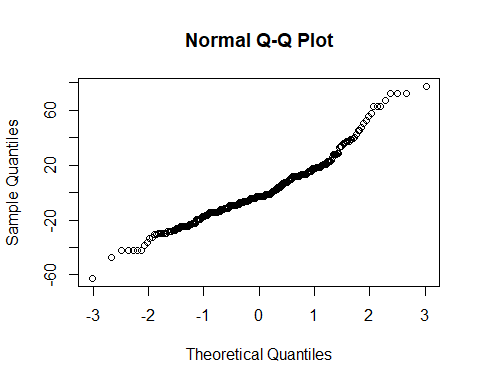 Normal Q-Q Plot
Sample Quantiles
60
20
-20
-60
-3 -2 -1 0 1 2 3
Theoretical Quantiles